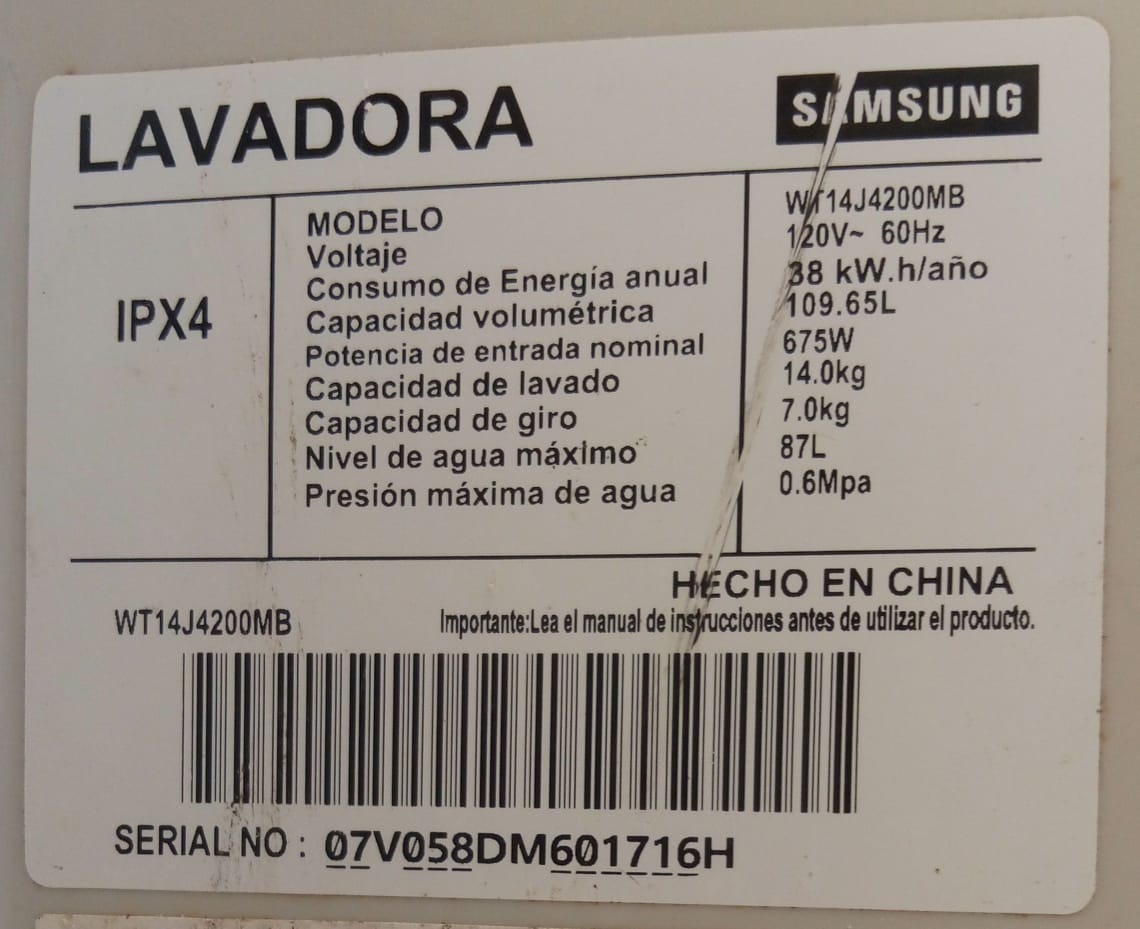 LAVADORA
SAMSUNG
IPX4
MODELO WT14J4200MB
Voltaje 120V~ 60Hz
Consumo de Energía anual 38 kW.h/año
Capacidad volumétrica 109.65L
Potencia de entrada nominal 675W
Capacidad de lavado 14.0kg
Capacidad de giro 7.0kg
Nivel de agua máximo 87L
Presión máxima de agua 0.6Mpa
HECHO EN CHINA
WT14J4200MB
Importante:Lea el manual de instrucciones antes de utilizar el producto.
SERIAL NO : 07V058DM601716H